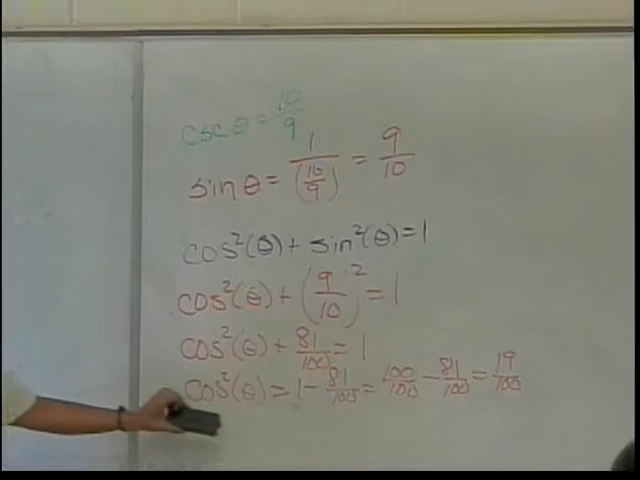 csc θ = 10/9
sin θ = 1/(10/9) = 9/10
cos²(θ) + sin²(θ) = 1
cos²(θ) + (9/10)² = 1
cos²(θ) + 81/100 = 1
cos²(θ) = 1 - 81/100 = 100/100 - 81/100 = 19/100